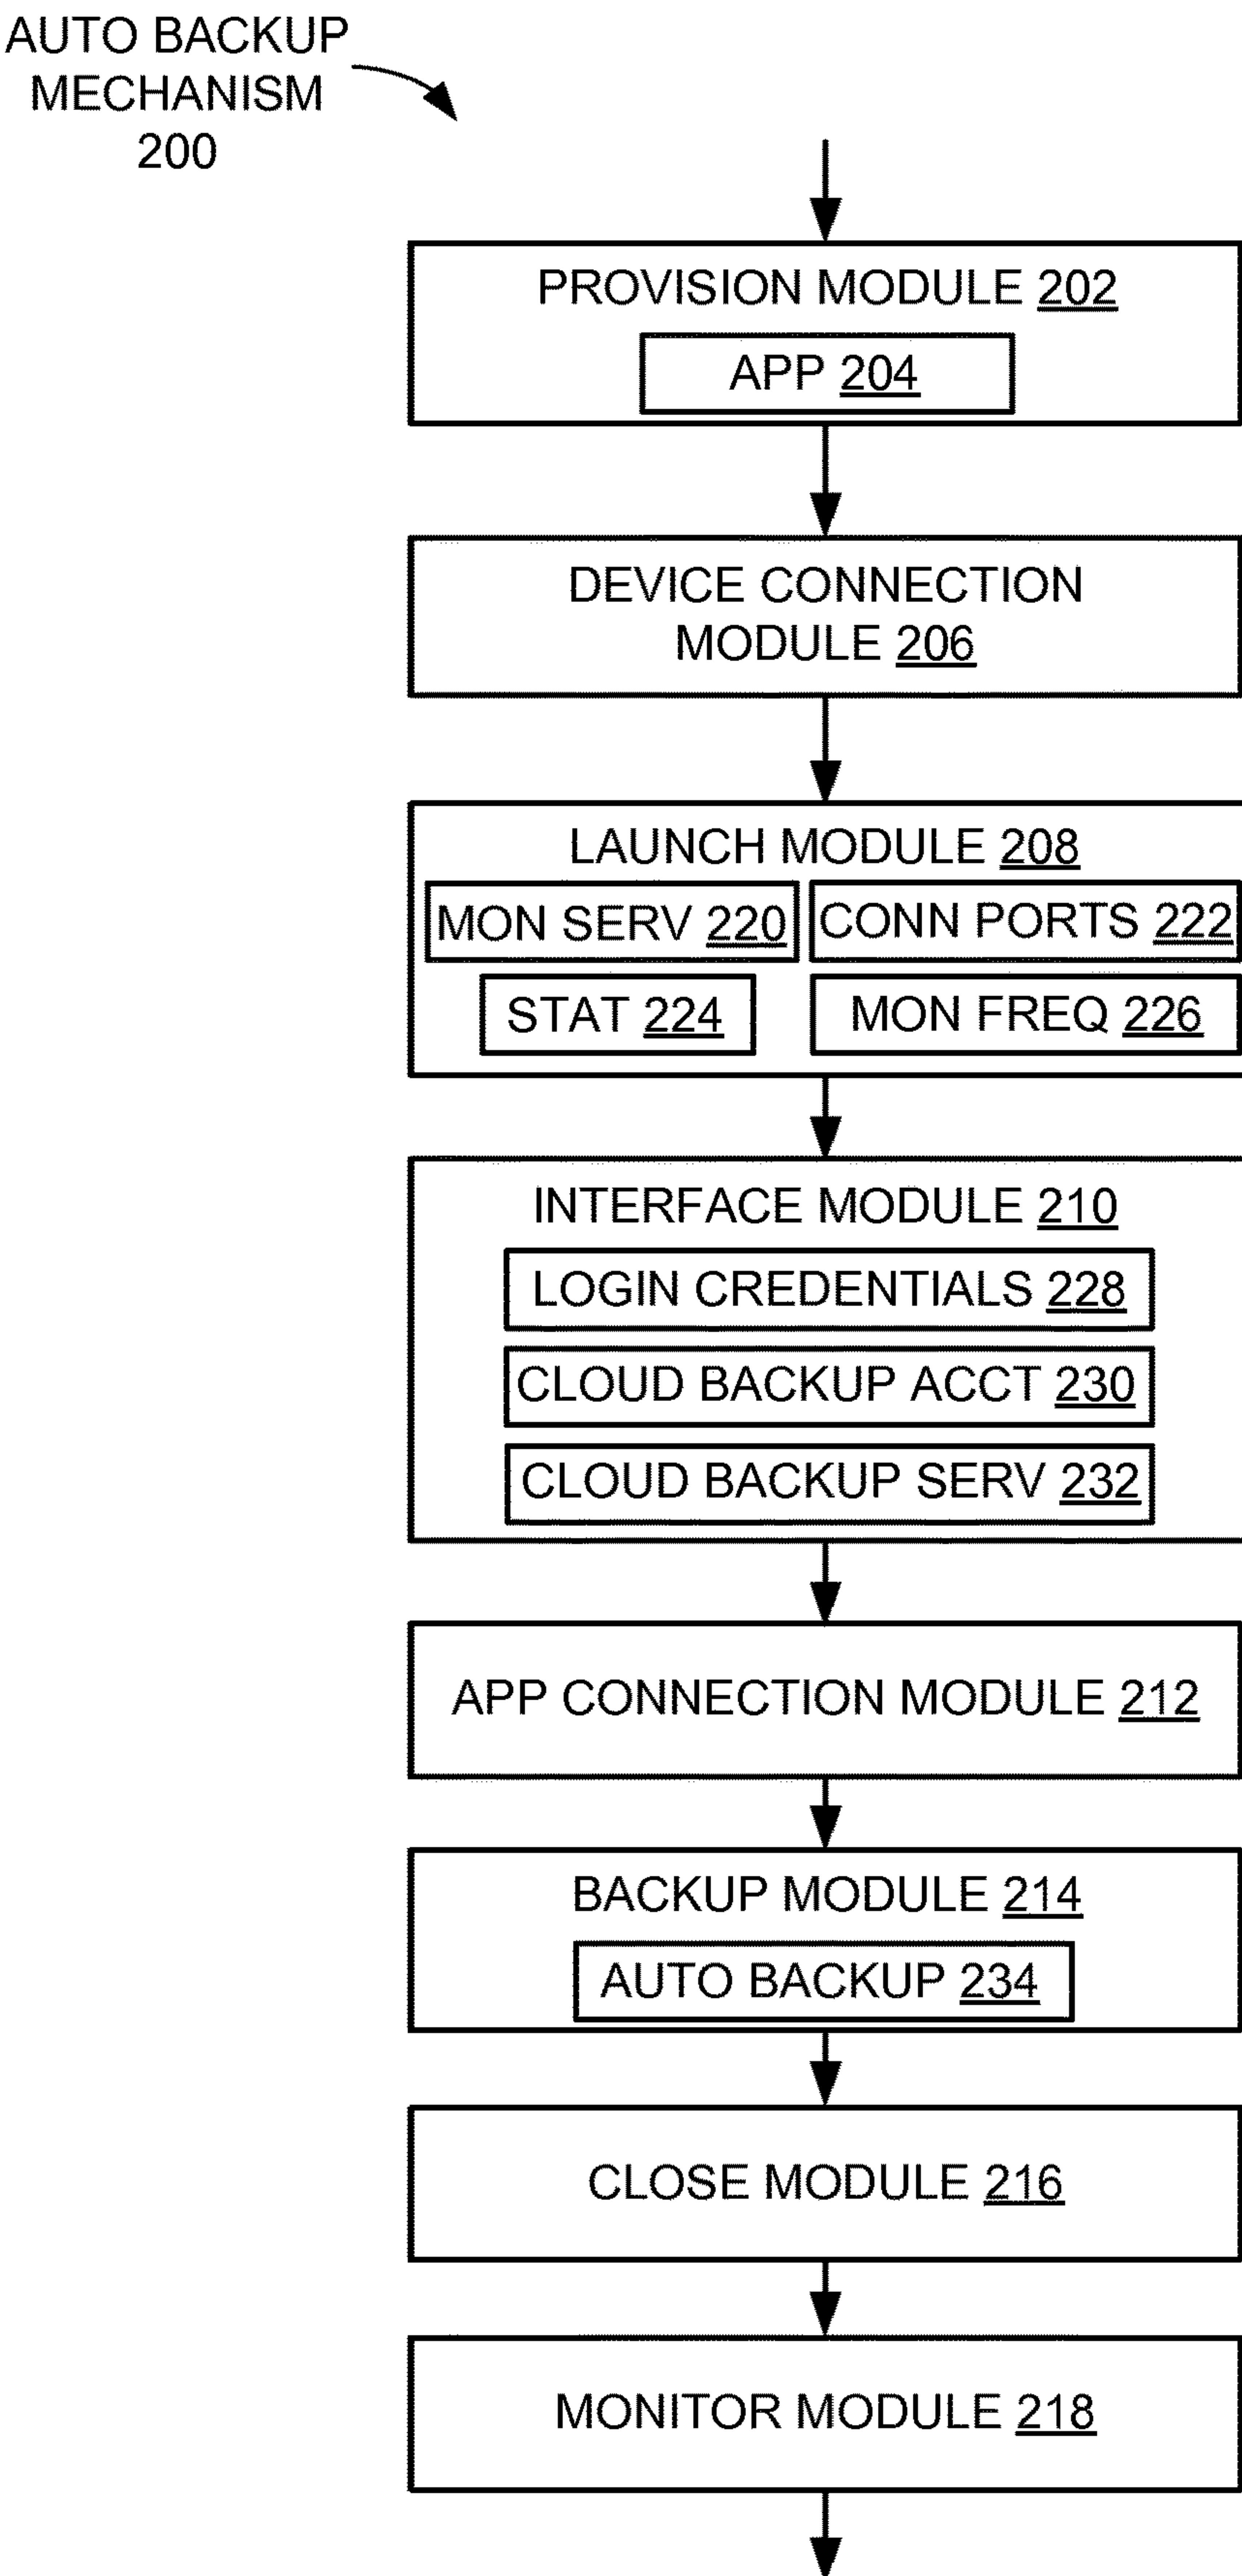 AUTO BACKUP
MECHANISM
200
PROVISION MODULE 202
APP 204
DEVICE CONNECTION
MODULE 206
LAUNCH MODULE 208
MON SERV 220
CONN PORTS 222
STAT 224
MON FREQ 226
INTERFACE MODULE 210
LOGIN CREDENTIALS 228
CLOUD BACKUP ACCT 230
CLOUD BACKUP SERV 232
APP CONNECTION MODULE 212
BACKUP MODULE 214
AUTO BACKUP 234
CLOSE MODULE 216
MONITOR MODULE 218